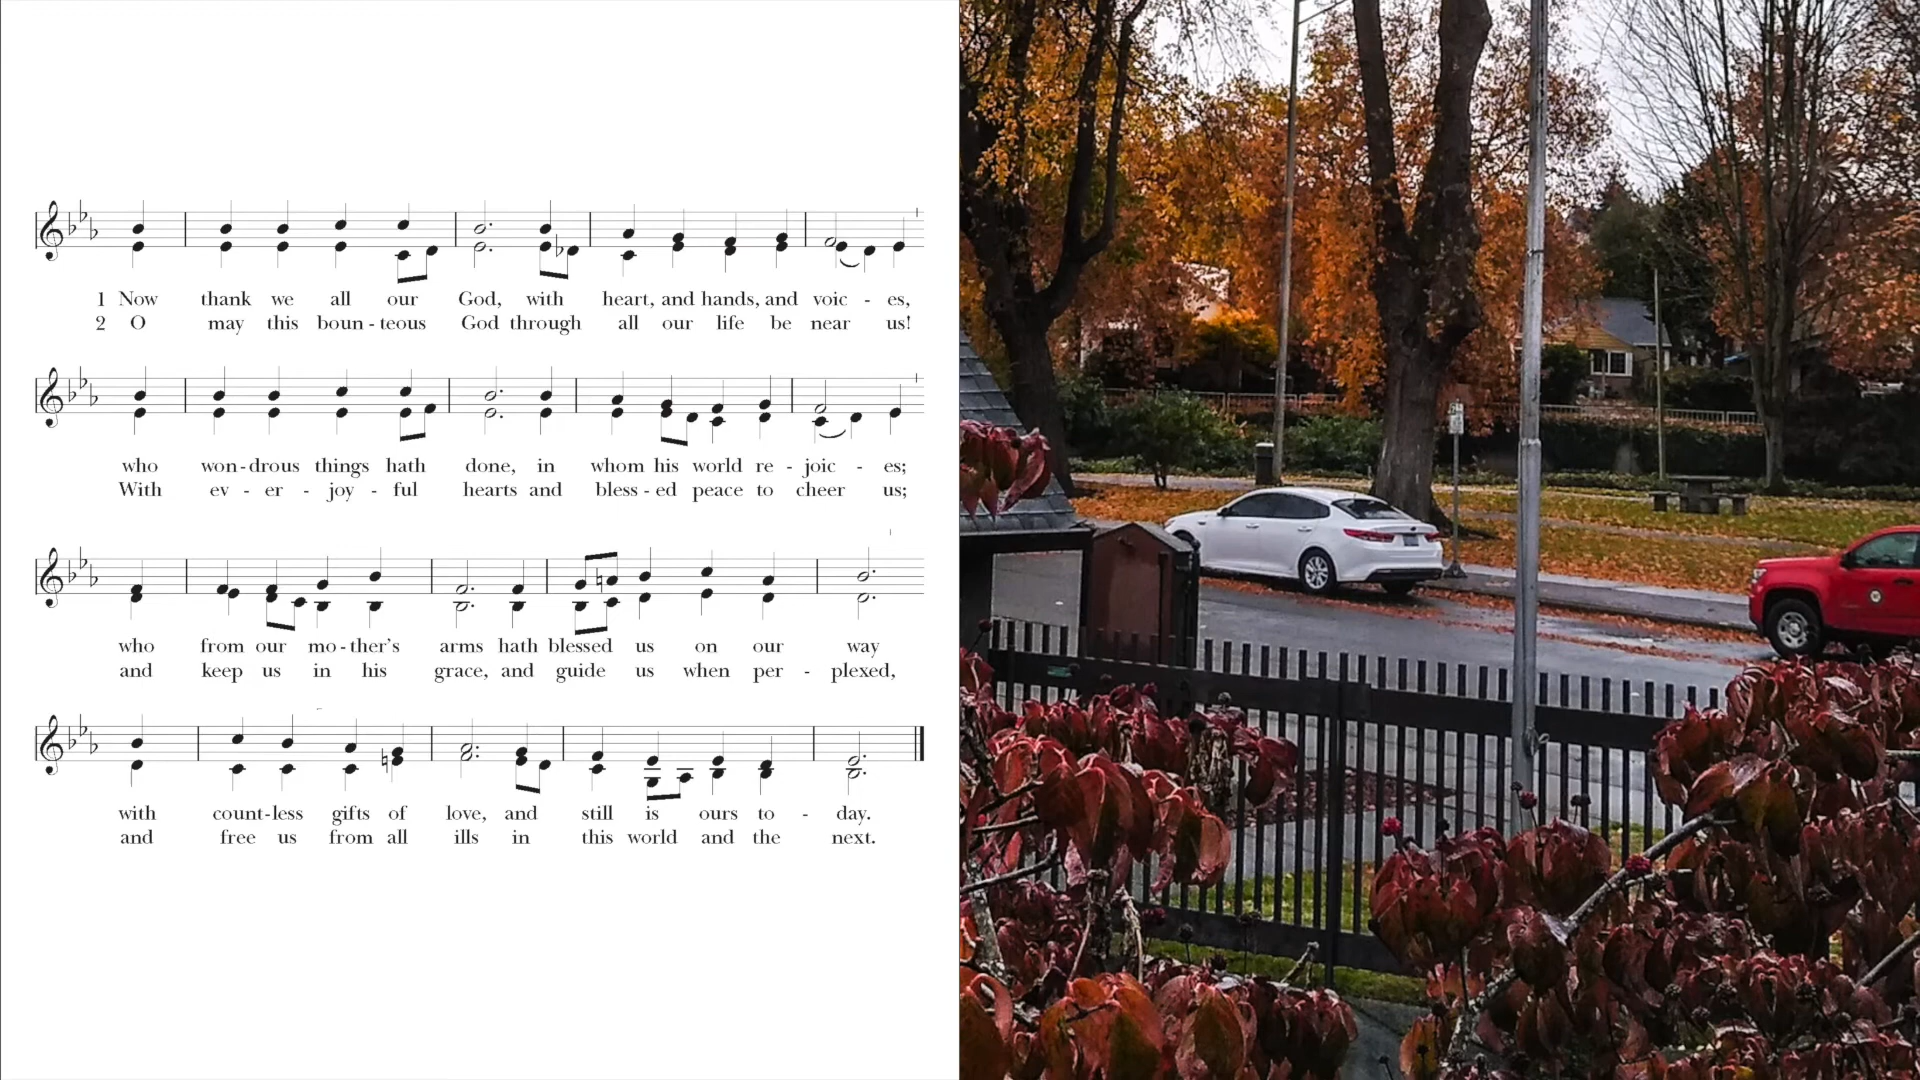 1 Now thank we all our God, with heart, and hands, and voic - es,
2 O may this boun - teous God through all our life be near us!
who won - drous things hath done, in whom his world re - joic - es;
With ev - er - joy - ful hearts and bless - ed peace to cheer us;
who from our mo - ther's arms hath blessed us on our way
and keep us in his grace, and guide us when per - plexed,
with count - less gifts of love, and still is ours to - day.
and free us from all ills in this world and the next.